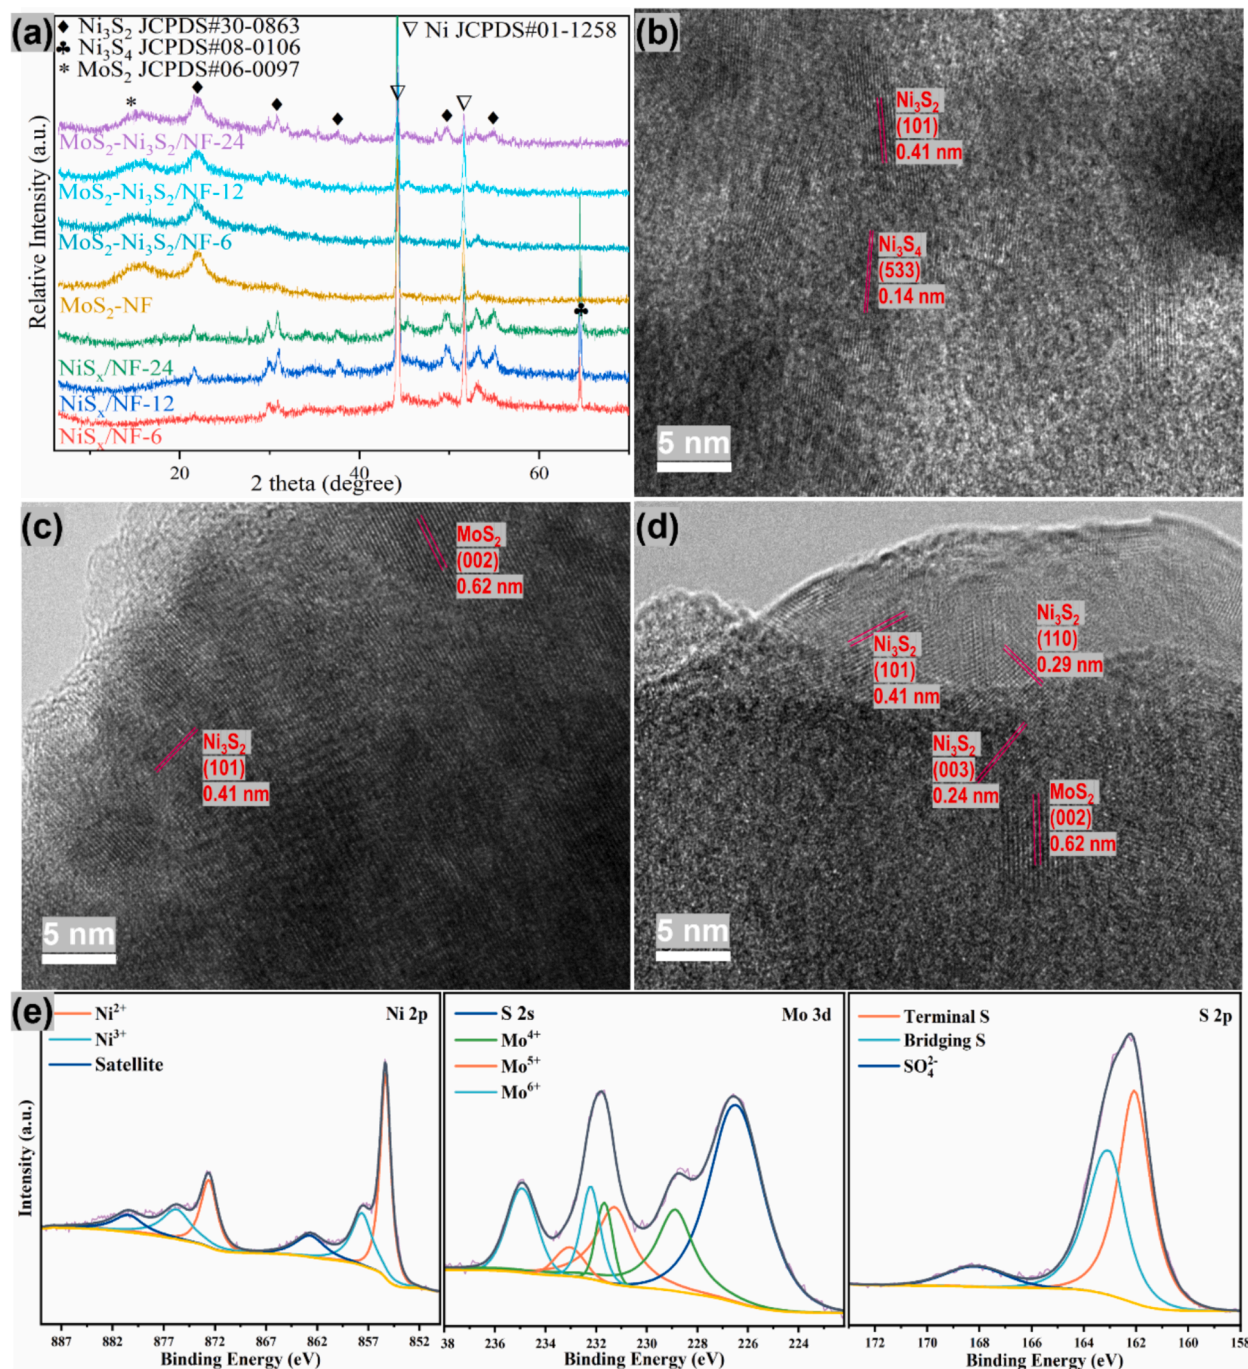 (a)
♦ Ni₃S₂ JCPDS#30-0863
♣ Ni₃S₄ JCPDS#08-0106
* MoS₂ JCPDS#06-0097
▽ Ni JCPDS#01-1258
MoS₂-Ni₃S₂/NF-24
MoS₂-Ni₃S₂/NF-12
MoS₂-Ni₃S₂/NF-6
MoS₂-NF
NiSₓ/NF-24
NiSₓ/NF-12
NiSₓ/NF-6
Relative Intensity (a.u.)
20 40 60
2 theta (degree)
(b)
Ni₃S₂
(101)
0.41 nm
Ni₃S₄
(533)
0.14 nm
5 nm
(c)
MoS₂
(002)
0.62 nm
Ni₃S₂
(101)
0.41 nm
5 nm
(d)
Ni₃S₂
(110)
0.29 nm
Ni₃S₂
(101)
0.41 nm
Ni₃S₂
(003)
0.24 nm
MoS₂
(002)
0.62 nm
5 nm
(e)
Ni²⁺
Ni³⁺
Satellite
Ni 2p
Intensity (a.u.)
887 882 877 872 867 862 857 852
Binding Energy (eV)
S 2s
Mo⁴⁺
Mo⁵⁺
Mo⁶⁺
Mo 3d
38 236 234 232 230 228 226 224
Binding Energy (eV)
Terminal S
Bridging S
SO₄²⁻
S 2p
172 170 168 166 164 162 160 158
Binding Energy (eV)